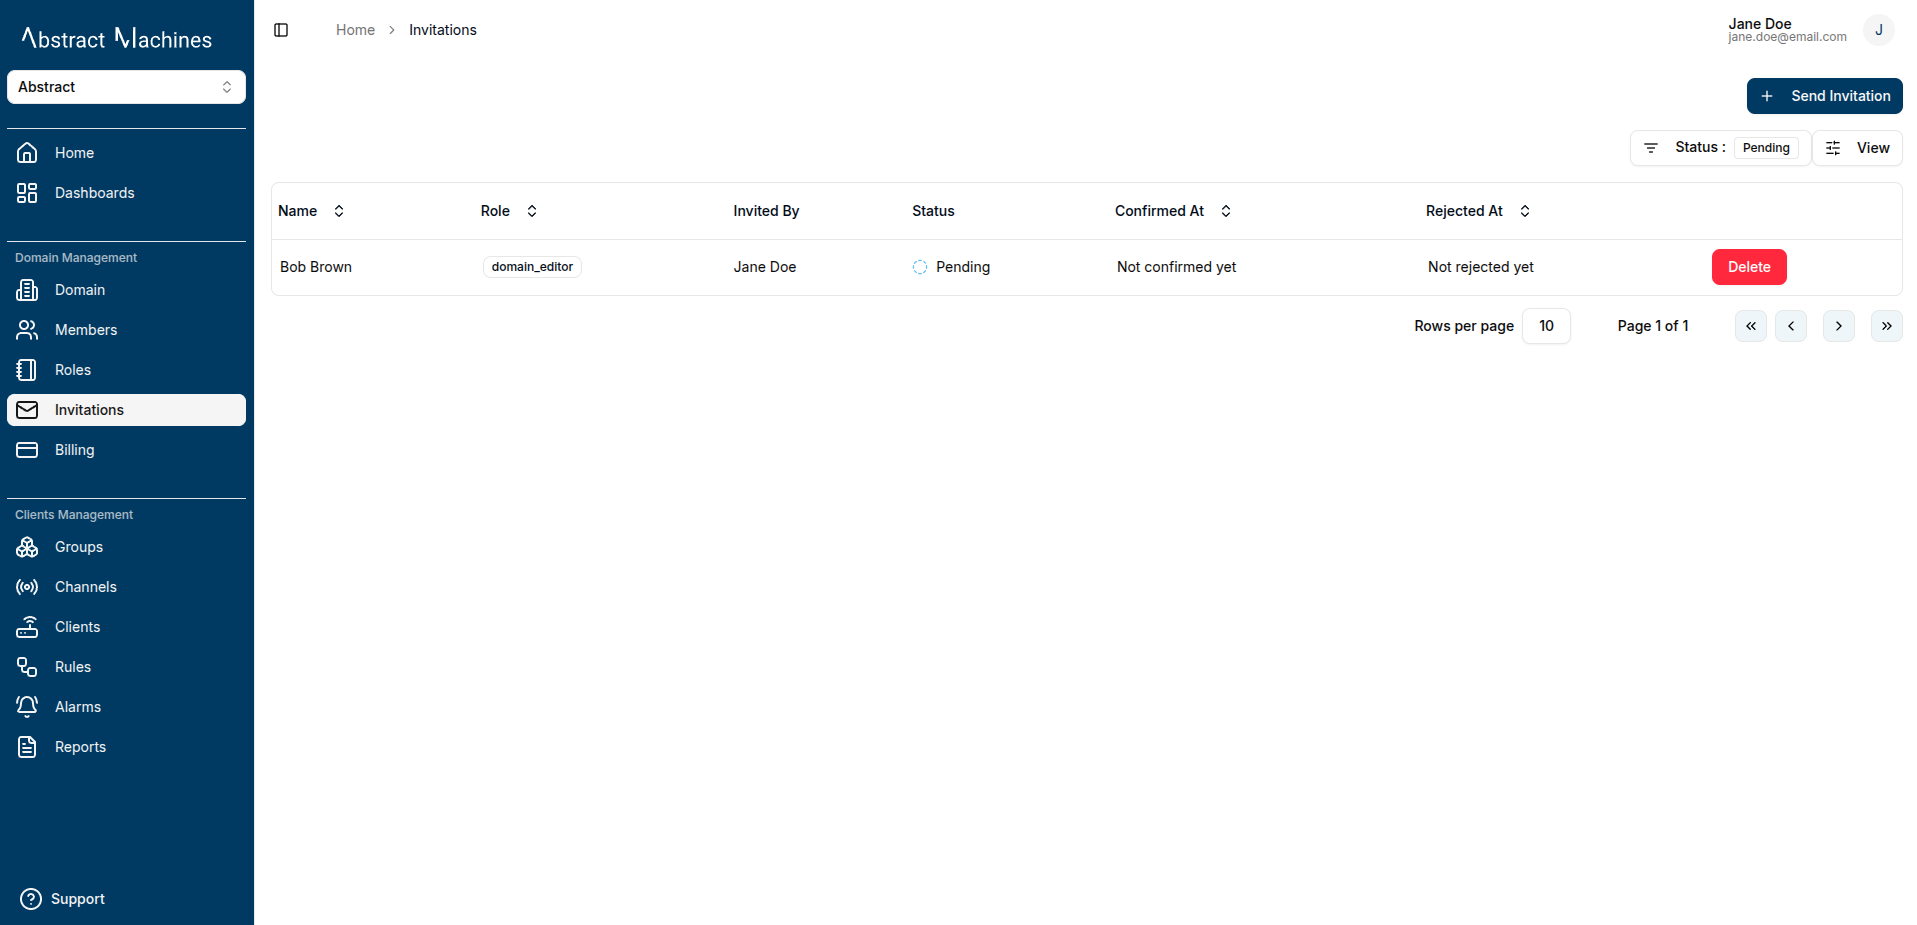 Abstract Machines
Abstract
Home
Dashboards
Domain Management
Domain
Members
Roles
Invitations
Billing
Clients Management
Groups
Channels
Clients
Rules
Alarms
Reports
Support
Home > Invitations
Jane Doe
jane.doe@email.com
J
+ Send Invitation
Status : Pending
View
Name Role Invited By Status Confirmed At Rejected At
Bob Brown domain_editor Jane Doe Pending Not confirmed yet Not rejected yet Delete
Rows per page 10 Page 1 of 1